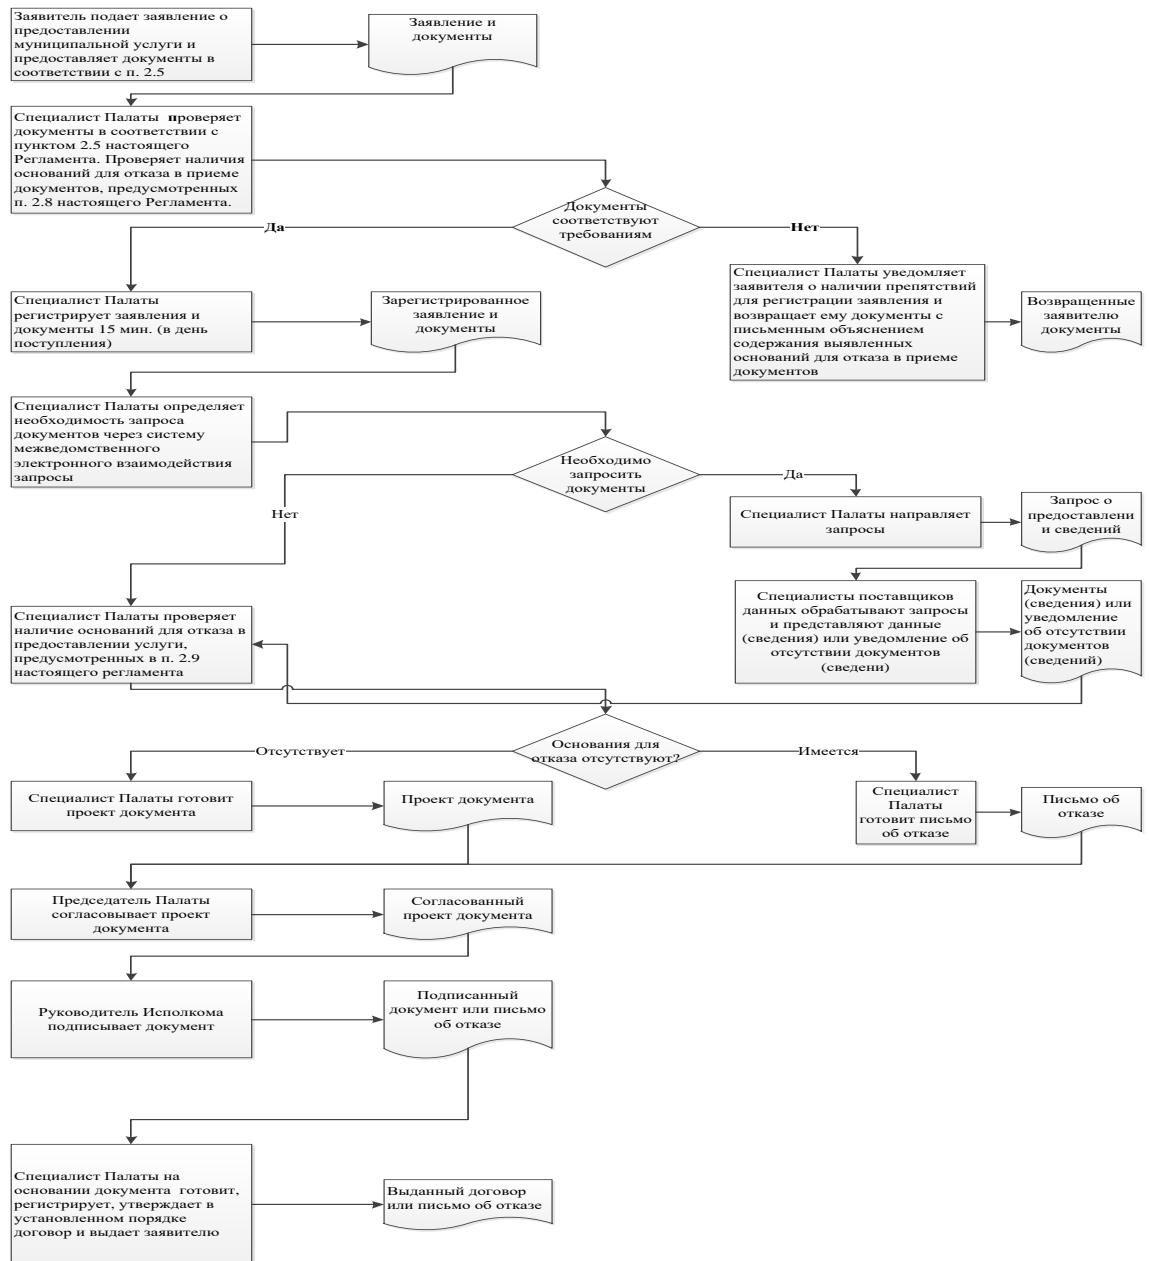 Заявитель подает заявление о
предоставлении
муниципальной услуги и
предоставляет документы в
соответствии с п. 2.5
Заявление и
документы
Специалист Палаты проверяет
документы в соответствии с
пунктом 2.5 настоящего
Регламента. Проверяет наличия
оснований для отказа в приеме
документов, предусмотренных
п. 2.8 настоящего Регламента.
Документы
соответствуют
требованиям
Да
Нет
Специалист Палаты
регистрирует заявления и
документы 15 мин. (в день
поступления)
Зарегистрированное
заявление и
документы
Специалист Палаты уведомляет
заявителя о наличии препятствий
для регистрации заявления и
возвращает ему документы с
письменным объяснением
содержания выявленных
оснований для отказа в приеме
документов
Возвращенные
заявителю
документы
Специалист Палаты определяет
необходимость запроса
документов через систему
межведомственного
электронного взаимодействия
запросы
Необходимо
запросить
документы
Да
Нет
Специалист Палаты направляет
запросы
Запрос о
предоставлени
и сведений
Специалисты поставщиков
данных обрабатывают запросы
и представляют данные
(сведения) или уведомление об
отсутствии документов
(сведени)
Документы
(сведения) или
уведомление
об отсутствии
документов
(сведений)
Специалист Палаты проверяет
наличие оснований для отказа в
предоставлении услуги,
предусмотренных в п. 2.9
настоящего регламента
Основания для
отказа отсутствуют?
Отсутствует
Имеется
Специалист Палаты готовит
проект документа
Проект документа
Специалист
Палаты
готовит письмо
об отказе
Письмо об
отказе
Председатель Палаты
согласовывает проект
документа
Согласованный
проект документа
Руководитель Исполкома
подписывает документ
Подписанный
документ или письмо
об отказе
Специалист Палаты на
основании документа готовит,
регистрирует, утверждает в
установленном порядке
договор и выдает заявителю
Выданный договор
или письмо об отказе